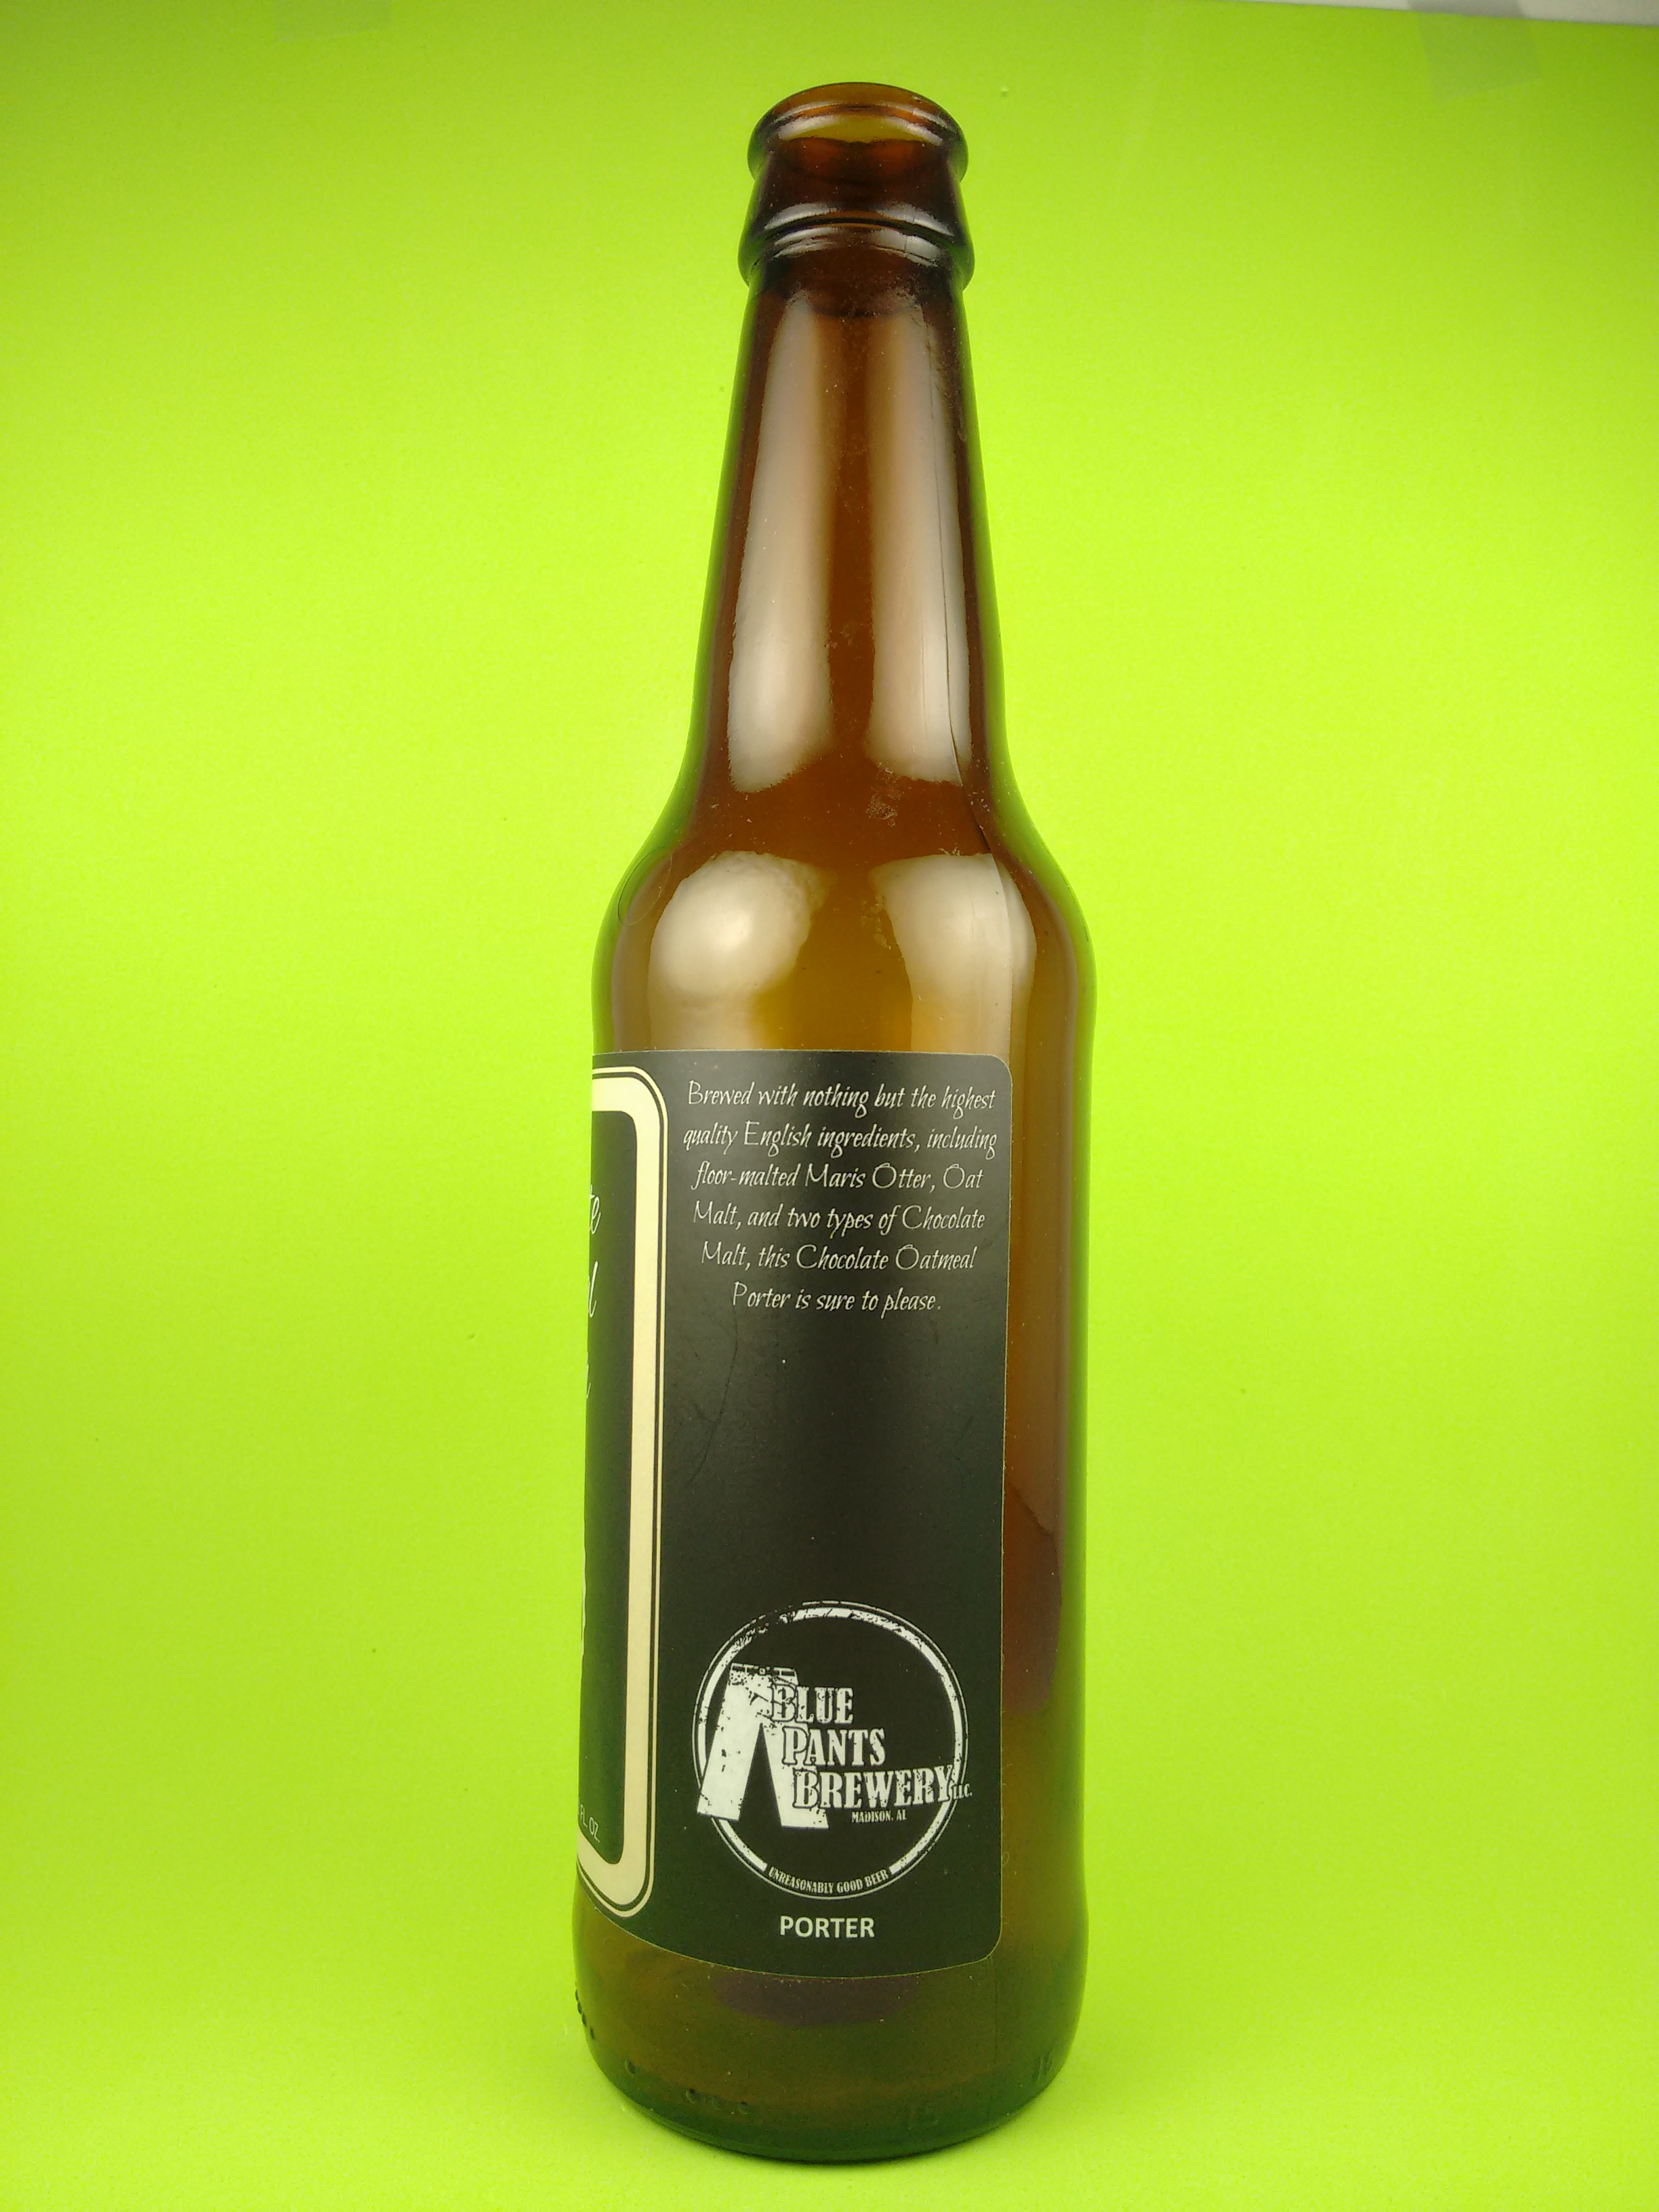 Brewed with nothing but the highest
quality English ingredients, including
floor-malted Maris Otter, Oat
Malt, and two types of Chocolate
Malt, this Chocolate Oatmeal
Porter is sure to please.
BLUE
PANTS
BREWERY LLC.
MADISON, AL
UNREASONABLY GOOD BEER
PORTER
FL. OZ.